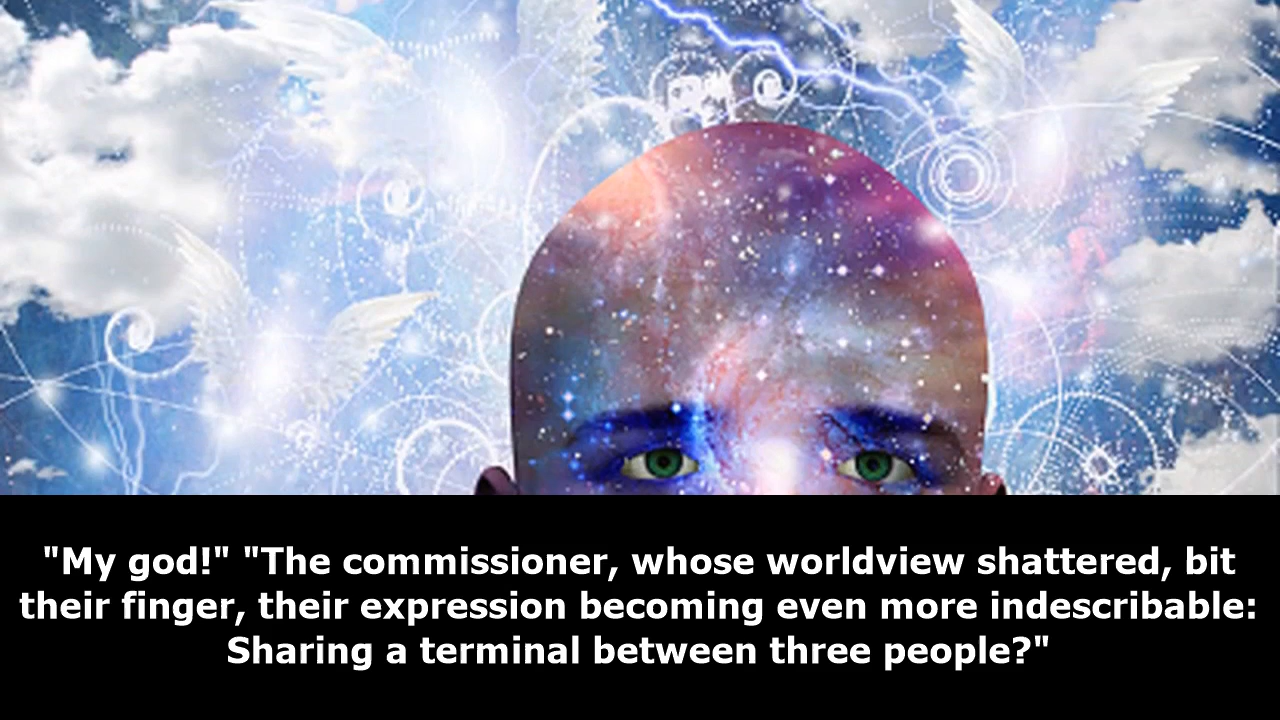 "My god!" "The commissioner, whose worldview shattered, bit
their finger, their expression becoming even more indescribable:
Sharing a terminal between three people?"